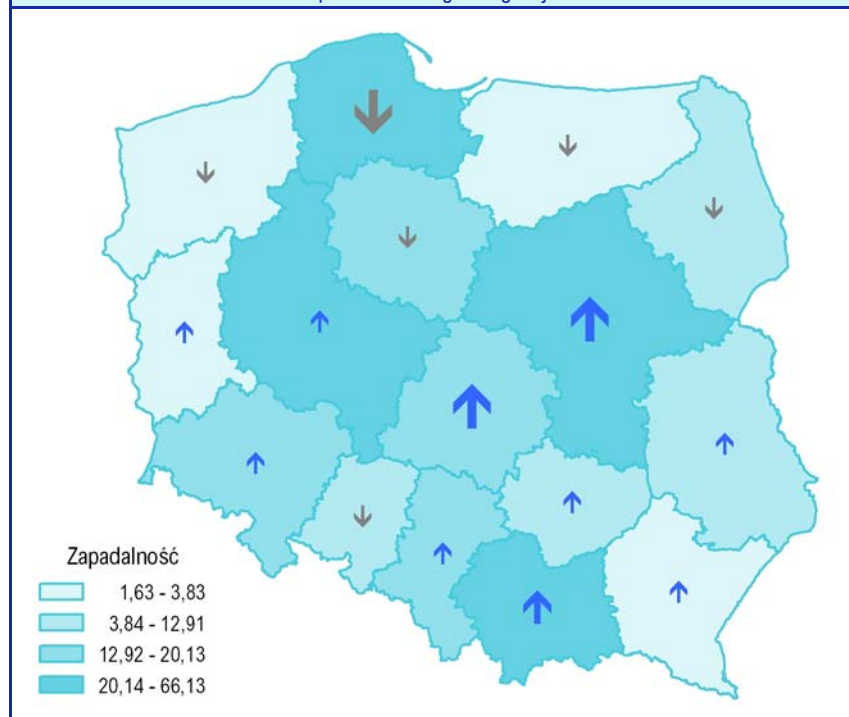 Zapadalność
1,63 - 3,83
3,84 - 12,91
12,92 - 20,13
20,14 - 66,13